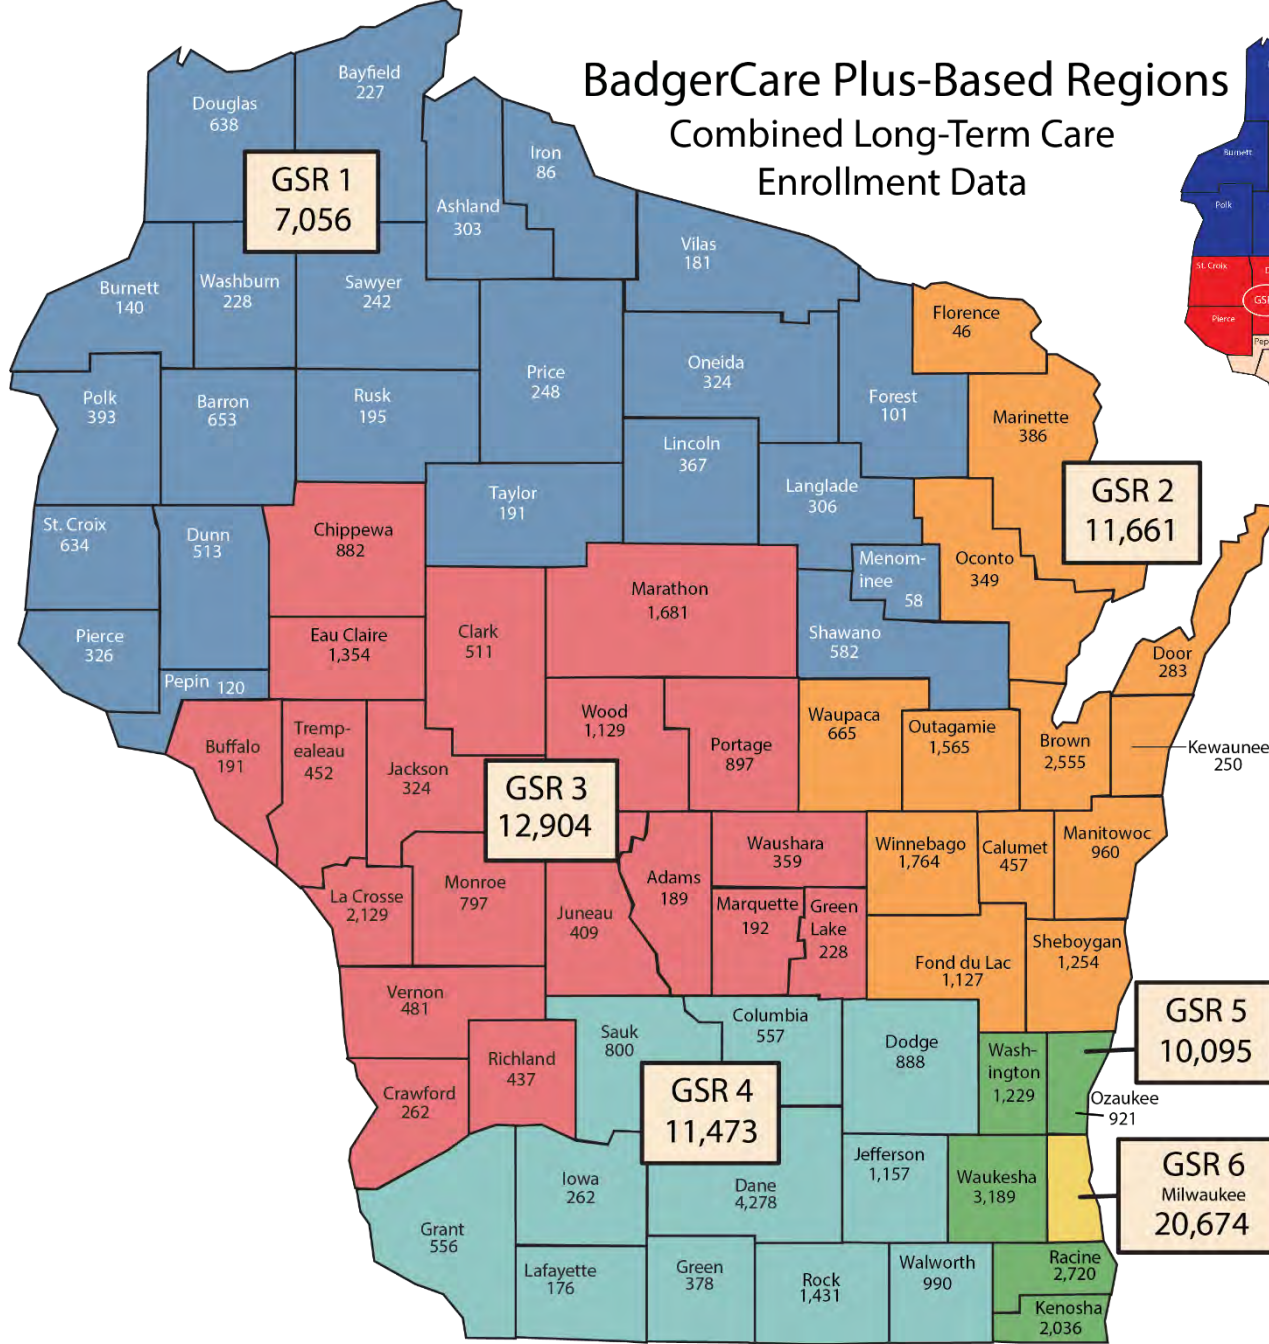 BadgerCare Plus-Based Regions
Combined Long-Term Care
Enrollment Data
Bayfield
227
Douglas
638
Iron
86
GSR 1
7,056
Ashland
303
Vilas
181
Burnett
140
Washburn
228
Sawyer
242
Florence
46
Oneida
324
Price
248
Polk
393
Barron
653
Rusk
195
Forest
101
Marinette
386
Lincoln
367
Langlade
306
Taylor
191
GSR 2
11,661
St. Croix
634
Dunn
513
Chippewa
882
Menom-
inee
58
Oconto
349
Marathon
1,681
Pierce
326
Eau Claire
1,354
Clark
511
Shawano
582
Door
283
Pepin 120
Wood
1,129
Waupaca
665
Outagamie
1,565
Brown
2,555
Kewaunee
250
Buffalo
191
Tremp-
ealeau
452
Jackson
324
Portage
897
GSR 3
12,904
Waushara
359
Winnebago
1,764
Calumet
457
Manitowoc
960
La Crosse
2,129
Monroe
797
Juneau
409
Adams
189
Marquette
192
Green
Lake
228
Fond du Lac
1,127
Sheboygan
1,254
Vernon
481
Richland
437
Crawford
262
Sauk
800
Columbia
557
Dodge
888
Wash-
ington
1,229
GSR 5
10,095
Ozaukee
921
GSR 4
11,473
Iowa
262
Dane
4,278
Jefferson
1,157
Waukesha
3,189
GSR 6
Milwaukee
20,674
Grant
556
Lafayette
176
Green
378
Rock
1,431
Walworth
990
Racine
2,720
Kenosha
2,036
Burnett
Polk
St. Croix
Pierce